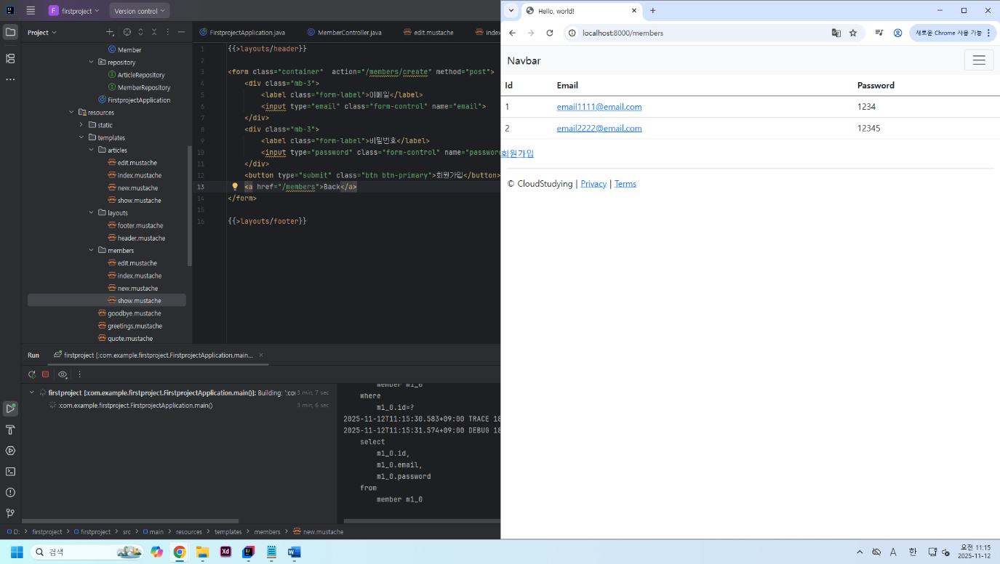 F firstproject Version control
Project
Member
repository
ArticleRepository
MemberRepository
FirstprojectApplication
resources
static
templates
articles
edit.mustache
index.mustache
new.mustache
show.mustache
layouts
footer.mustache
header.mustache
members
edit.mustache
index.mustache
new.mustache
show.mustache
goodbye.mustache
greetings.mustache
quote.mustache
FirstprojectApplication.java MemberController.java edit.mustache index
1 {{>layouts/header}}
2
3 <form class="container"  action="/members/create" method="post">
4 <div class="mb-3">
5 <label class="form-label">이메일</label>
6 <input type="email" class="form-control" name="email">
7 </div>
8 <div class="mb-3">
9 <label class="form-label">비밀번호</label>
10 <input type="password" class="form-control" name="password
11 </div>
12 <button type="submit" class="btn btn-primary">회원가입</button>
13 <a href="/members">Back</a>
14 </form>
15
16 {{>layouts/footer}}
Run firstproject [:com.example.firstproject.FirstprojectApplication.main...
firstproject [:com.example.firstproject.FirstprojectApplication.main()]: Building: ':co 3 min, 7 sec
:com.example.firstproject.FirstprojectApplication.main() 3 min, 6 sec
member m1_0
where
m1_0.id=?
2025-11-12T11:15:30.583+09:00 TRACE 18
2025-11-12T11:15:31.574+09:00 DEBUG 18
select
m1_0.id,
m1_0.email,
m1_0.password
from
member m1_0
D: > firstproject > firstproject > src > main > resources > templates > members > new.mustache
Hello, world!
localhost:8000/members
새로운 Chrome 사용 가능
Navbar
Id Email Password
1 email1111@email.com 1234
2 email2222@email.com 12345
회원가입
© CloudStudying | Privacy | Terms
검색
Xd
A 한
오전 11:15
2025-11-12